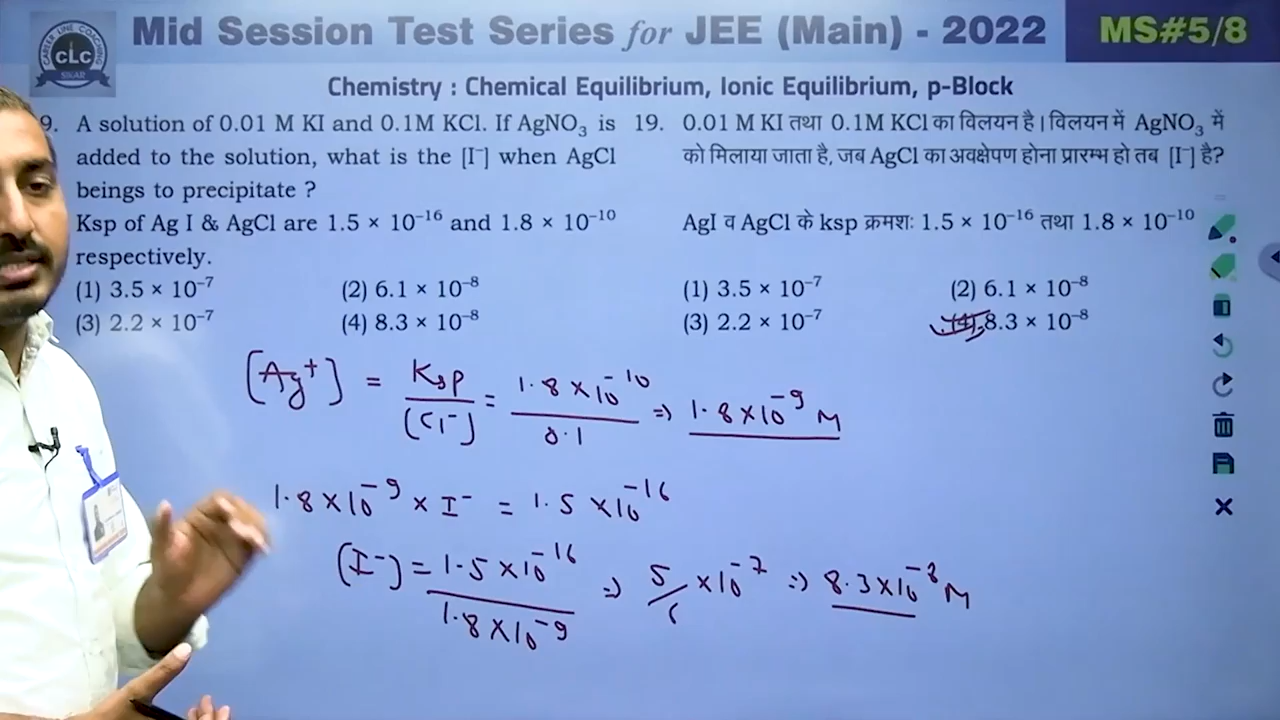 Mid Session Test Series for JEE (Main) - 2022
MS#5/8
CAREER LINE COACHING
CLC
SIKAR
Chemistry : Chemical Equilibrium, Ionic Equilibrium, p-Block
9. A solution of 0.01 M KI and 0.1M KCl. If AgNO₃ is
added to the solution, what is the [I⁻] when AgCl
beings to precipitate ?
Ksp of Ag I & AgCl are 1.5 × 10⁻¹⁶ and 1.8 × 10⁻¹⁰
respectively.
(1) 3.5 × 10⁻⁷ (2) 6.1 × 10⁻⁸
(3) 2.2 × 10⁻⁷ (4) 8.3 × 10⁻⁸
19. 0.01 M KI तथा 0.1M KCl का विलयन है। विलयन में AgNO₃ में
को मिलाया जाता है, जब AgCl का अवक्षेपण होना प्रारम्भ हो तब [I⁻] है?
AgI व AgCl के ksp क्रमशः 1.5 × 10⁻¹⁶ तथा 1.8 × 10⁻¹⁰
(1) 3.5 × 10⁻⁷ (2) 6.1 × 10⁻⁸
(3) 2.2 × 10⁻⁷ (4) 8.3 × 10⁻⁸
[Ag⁺] = Ksp/[Cl⁻] = 1.8 × 10⁻¹⁰/0.1 ⇒ 1.8 × 10⁻⁹ M
1.8 × 10⁻⁹ × I⁻ = 1.5 × 10⁻¹⁶
(I⁻) = 1.5 × 10⁻¹⁶/1.8 × 10⁻⁹ ⇒ 5/6 × 10⁻⁷ ⇒ 8.3 × 10⁻⁸ M